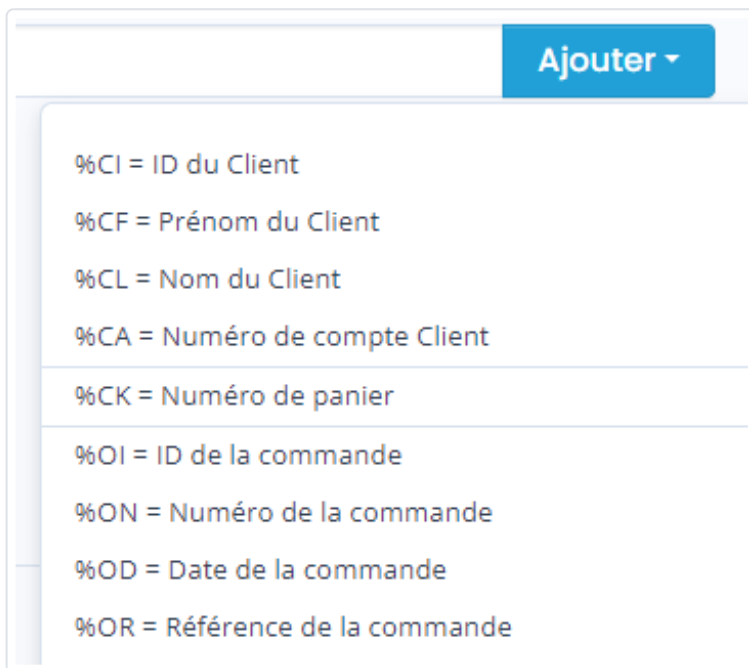 Ajouter
%CI = ID du Client
%CF = Prénom du Client
%CL = Nom du Client
%CA = Numéro de compte Client
%CK = Numéro de panier
%OI = ID de la commande
%ON = Numéro de la commande
%OD = Date de la commande
%OR = Référence de la commande